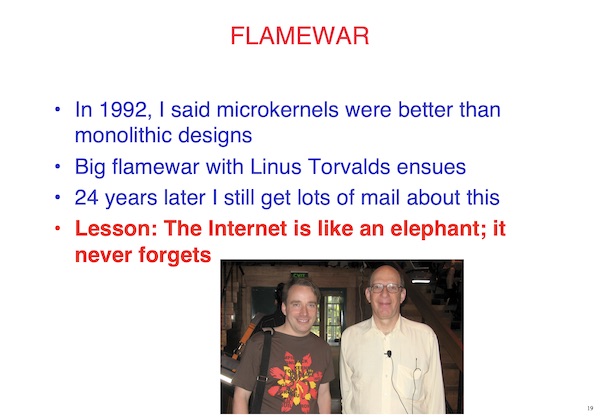 FLAMEWAR
• In 1992, I said microkernels were better than
monolithic designs
• Big flamewar with Linus Torvalds ensues
• 24 years later I still get lots of mail about this
• Lesson: The Internet is like an elephant; it
never forgets
EXIT
19